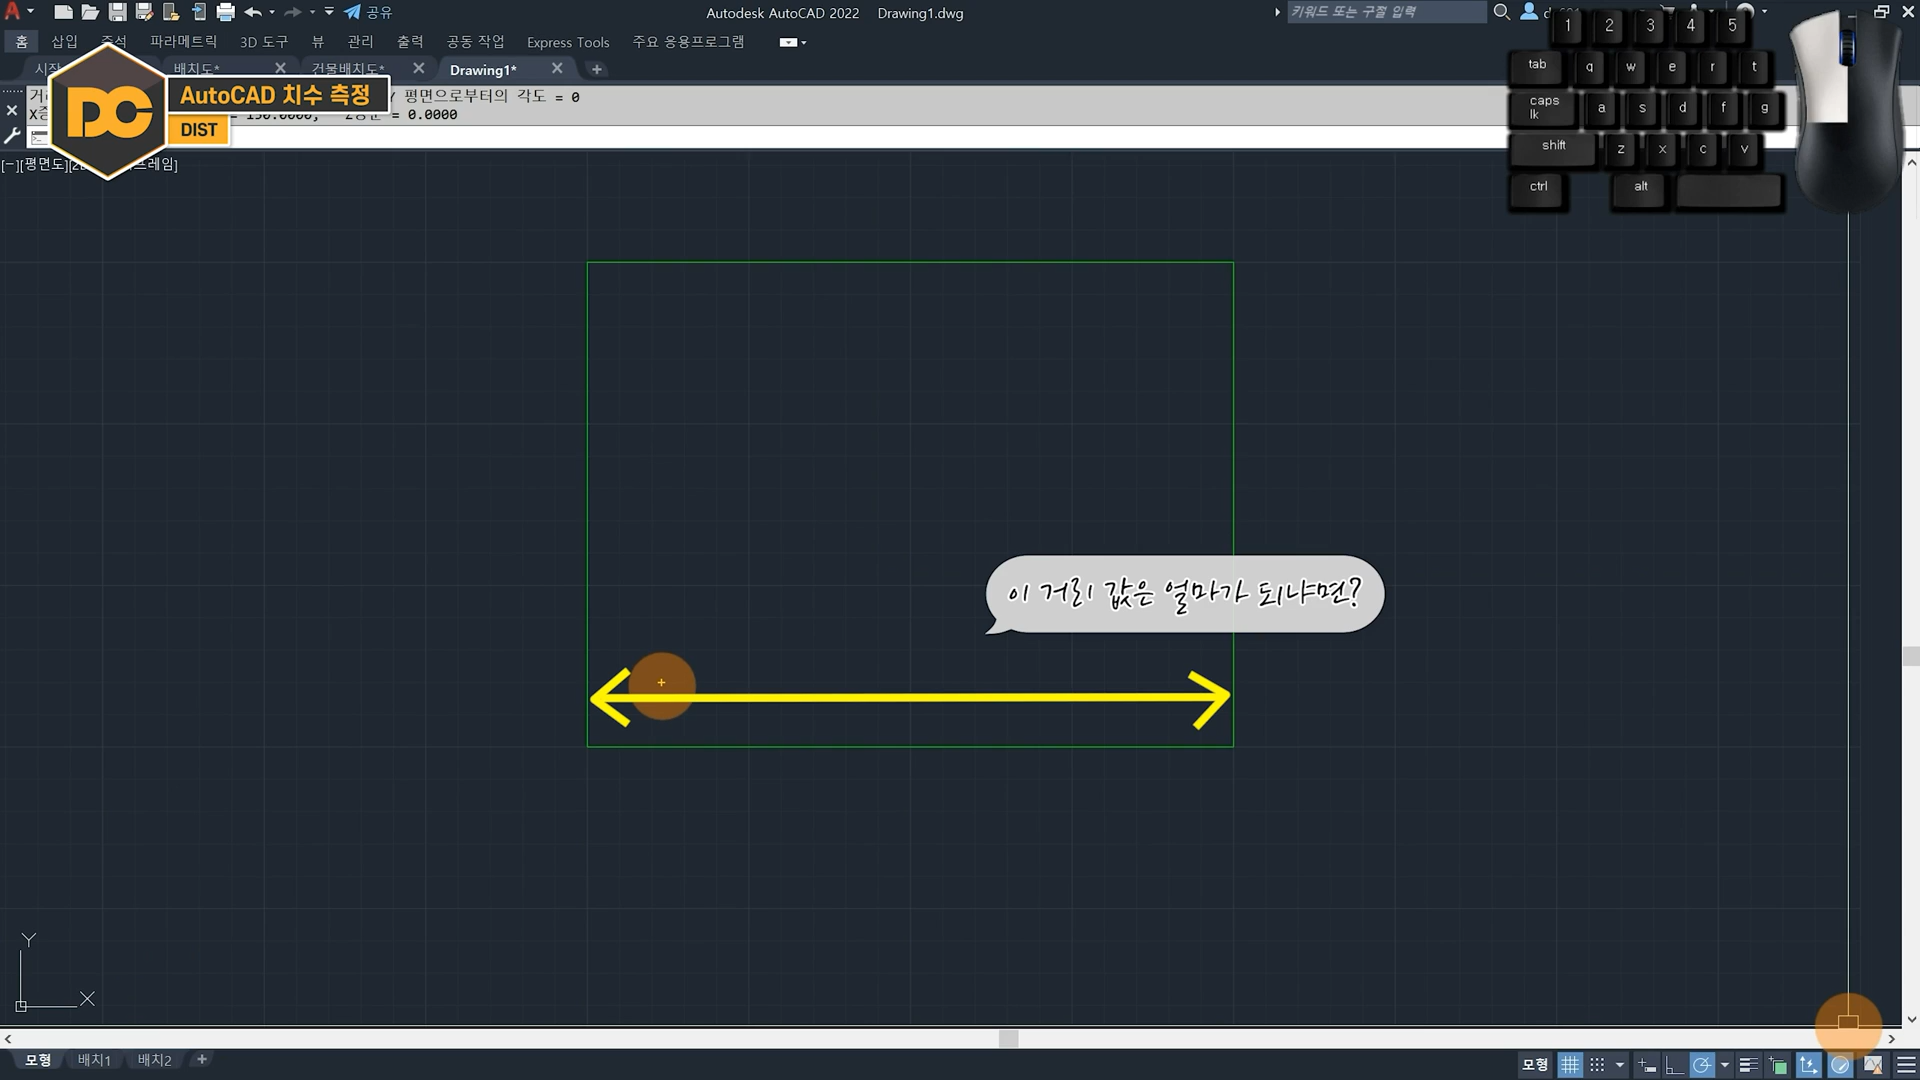 공유
Autodesk AutoCAD 2022 Drawing1.dwg
키워드 또는 구절 입력
홈 삽입 주석 파라메트릭 3D 도구 뷰 관리 출력 공동 작업 Express Tools 주요 응용프로그램
배치도* 건물배치도* Drawing1*
DC
AutoCAD 치수 측정
DIST
평면으로부터의 각도 = 0
= 0.0000
[−][평면도]
이 거리 값은 얼마가 되냐면?
Y
X
모형 배치1 배치2
모형
1 2 3 4 5
tab q w e r t
caps lk a s d f g
shift z x c v
ctrl alt